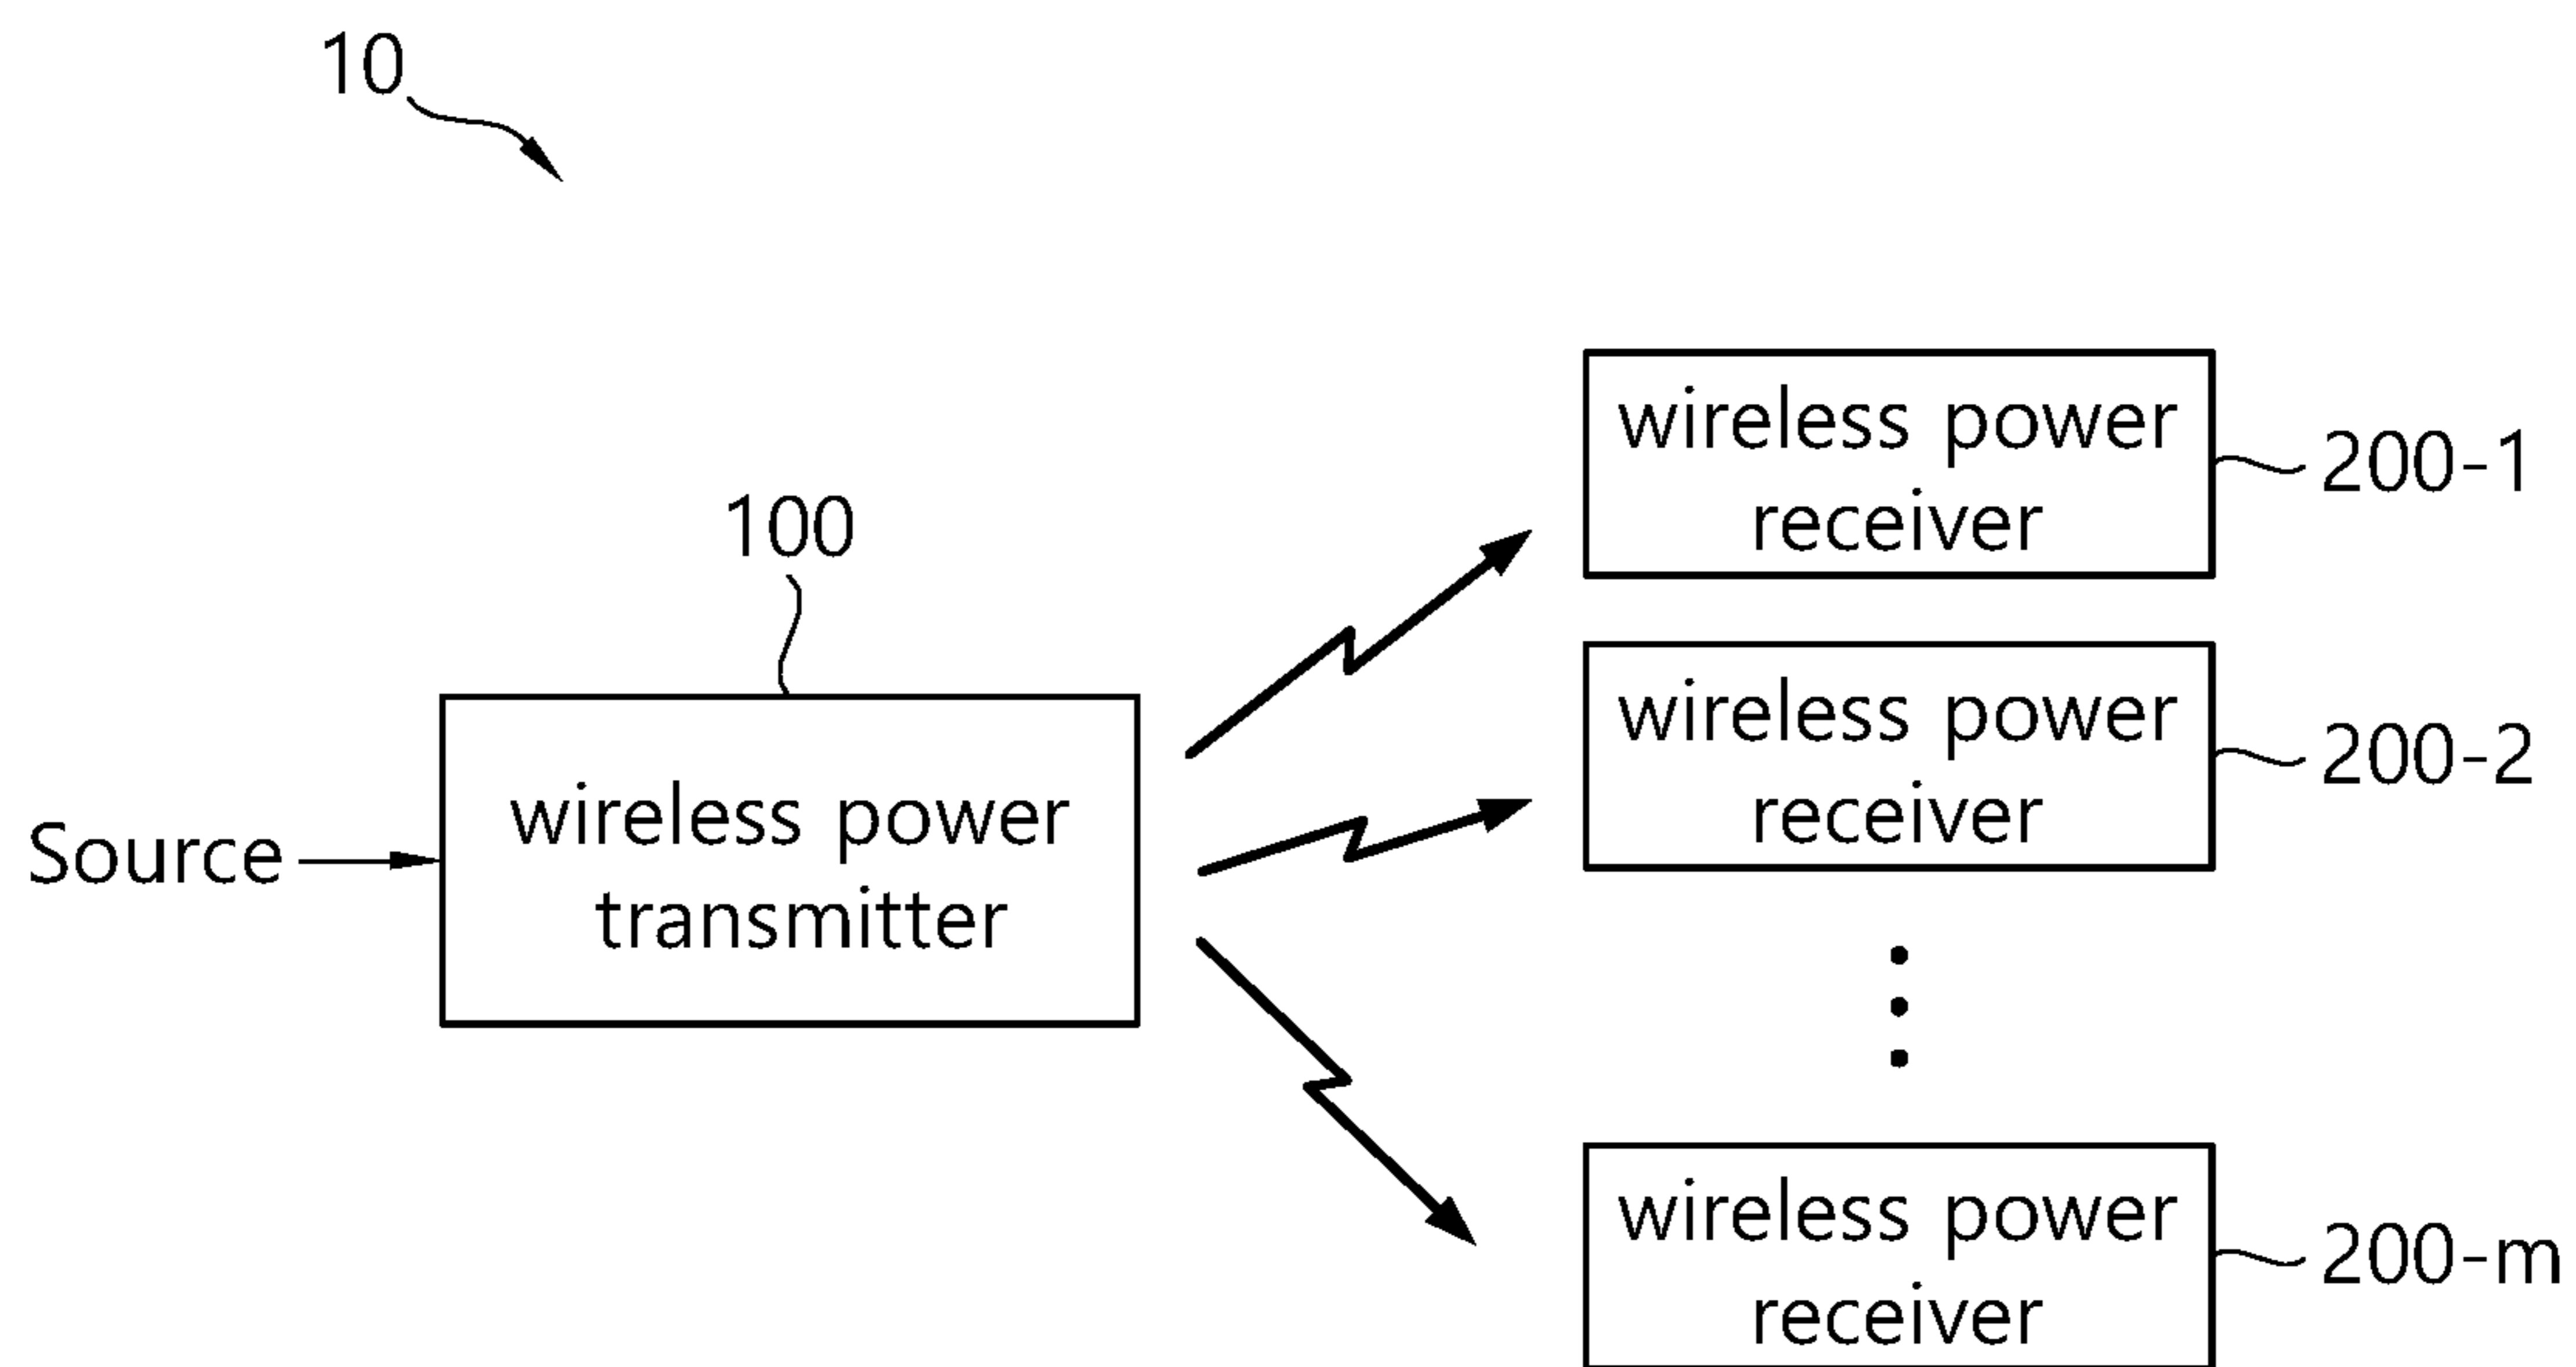 10
100
Source
wireless power
transmitter
wireless power
receiver
200-1
wireless power
receiver
200-2
wireless power
receiver
200-m